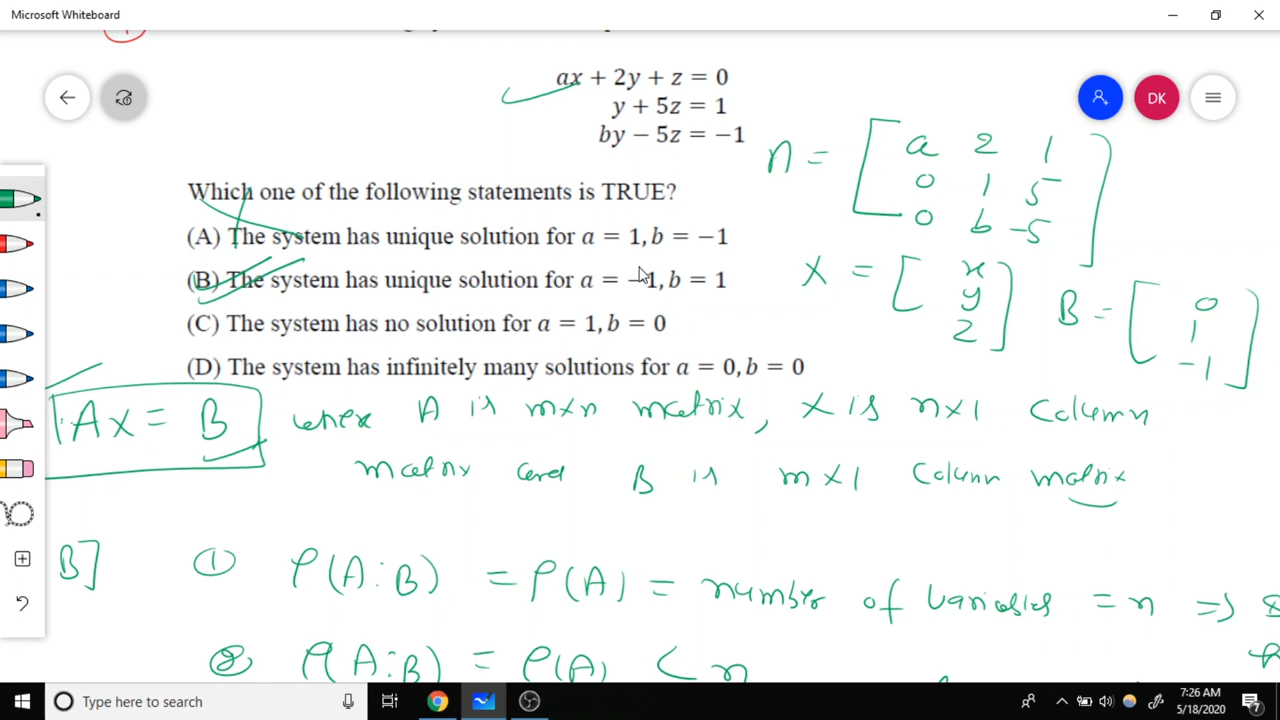 Microsoft Whiteboard
ax + 2y + z = 0
y + 5z = 1
by − 5z = −1
DK
Which one of the following statements is TRUE?
(A) The system has unique solution for a = 1, b = −1
(B) The system has unique solution for a = −1, b = 1
(C) The system has no solution for a = 1, b = 0
(D) The system has infinitely many solutions for a = 0, b = 0
A = [ a 2 1
0 1 5
0 b -5 ]
X = [ x
y
z ]
B = [ 0
1
-1 ]
AX = B where A is m×n matrix, X is n×1 Column
matrix and B is m×1 Column matrix
B] ① ρ(A:B) = ρ(A) = number of variables = n ⇒
② ρ(A:B) = ρ(A) < n
Type here to search
7:26 AM
5/18/2020
7